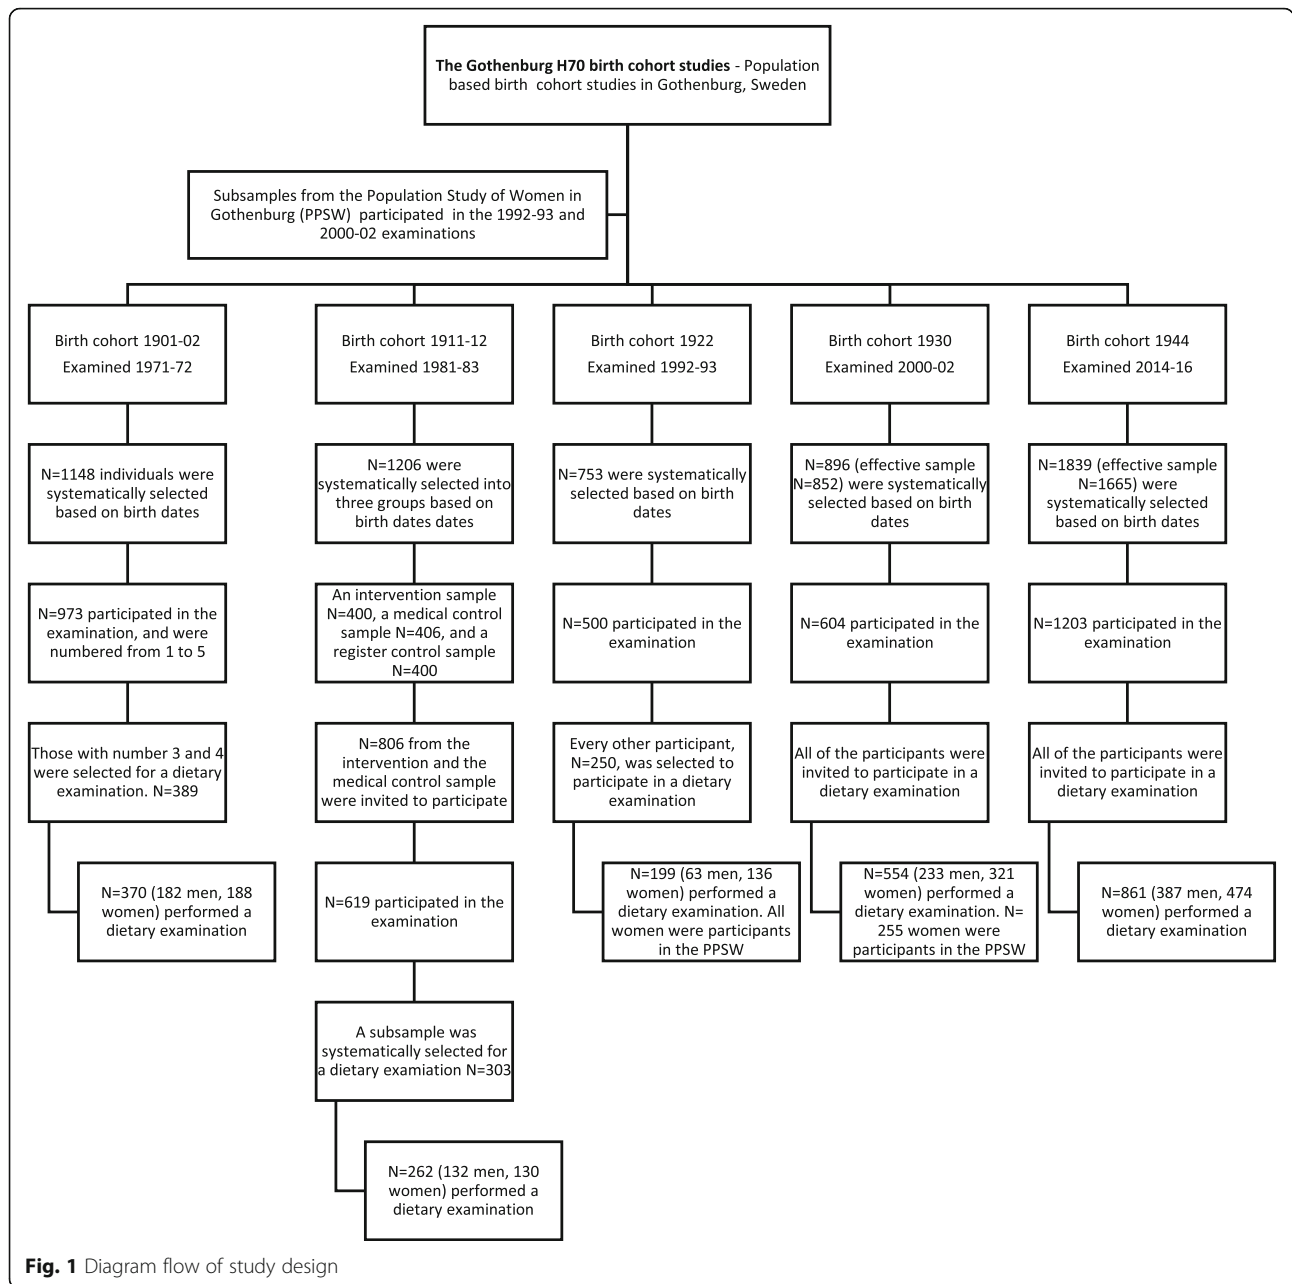 The Gothenburg H70 birth cohort studies - Population
based birth cohort studies in Gothenburg, Sweden
Subsamples from the Population Study of Women in
Gothenburg (PPSW) participated in the 1992-93 and
2000-02 examinations
Birth cohort 1901-02
Examined 1971-72
Birth cohort 1911-12
Examined 1981-83
Birth cohort 1922
Examined 1992-93
Birth cohort 1930
Examined 2000-02
Birth cohort 1944
Examined 2014-16
N=1148 individuals were
systematically selected
based on birth dates
N=1206 were
systematically selected into
three groups based on
birth dates dates
N=753 were systematically
selected based on birth
dates
N=896 (effective sample
N=852) were systematically
selected based on birth
dates
N=1839 (effective sample
N=1665) were
systematically selected
based on birth dates
N=973 participated in the
examination, and were
numbered from 1 to 5
An intervention sample
N=400, a medical control
sample N=406, and a
register control sample
N=400
N=500 participated in the
examination
N=604 participated in the
examination
N=1203 participated in the
examination
Those with number 3 and 4
were selected for a dietary
examination. N=389
N=806 from the
intervention and the
medical control sample
were invited to participate
Every other participant,
N=250, was selected to
participate in a dietary
examination
All of the participants were
invited to participate in a
dietary examination
All of the participants were
invited to participate in a
dietary examination
N=370 (182 men, 188
women) performed a
dietary examination
N=619 participated in the
examination
N=199 (63 men, 136
women) performed a
dietary examination. All
women were participants
in the PPSW
N=554 (233 men, 321
women) performed a
dietary examination. N=
255 women were
participants in the PPSW
N=861 (387 men, 474
women) performed a
dietary examination
A subsample was
systematically selected for
a dietary examiation N=303
N=262 (132 men, 130
women) performed a
dietary examination
Fig. 1 Diagram flow of study design